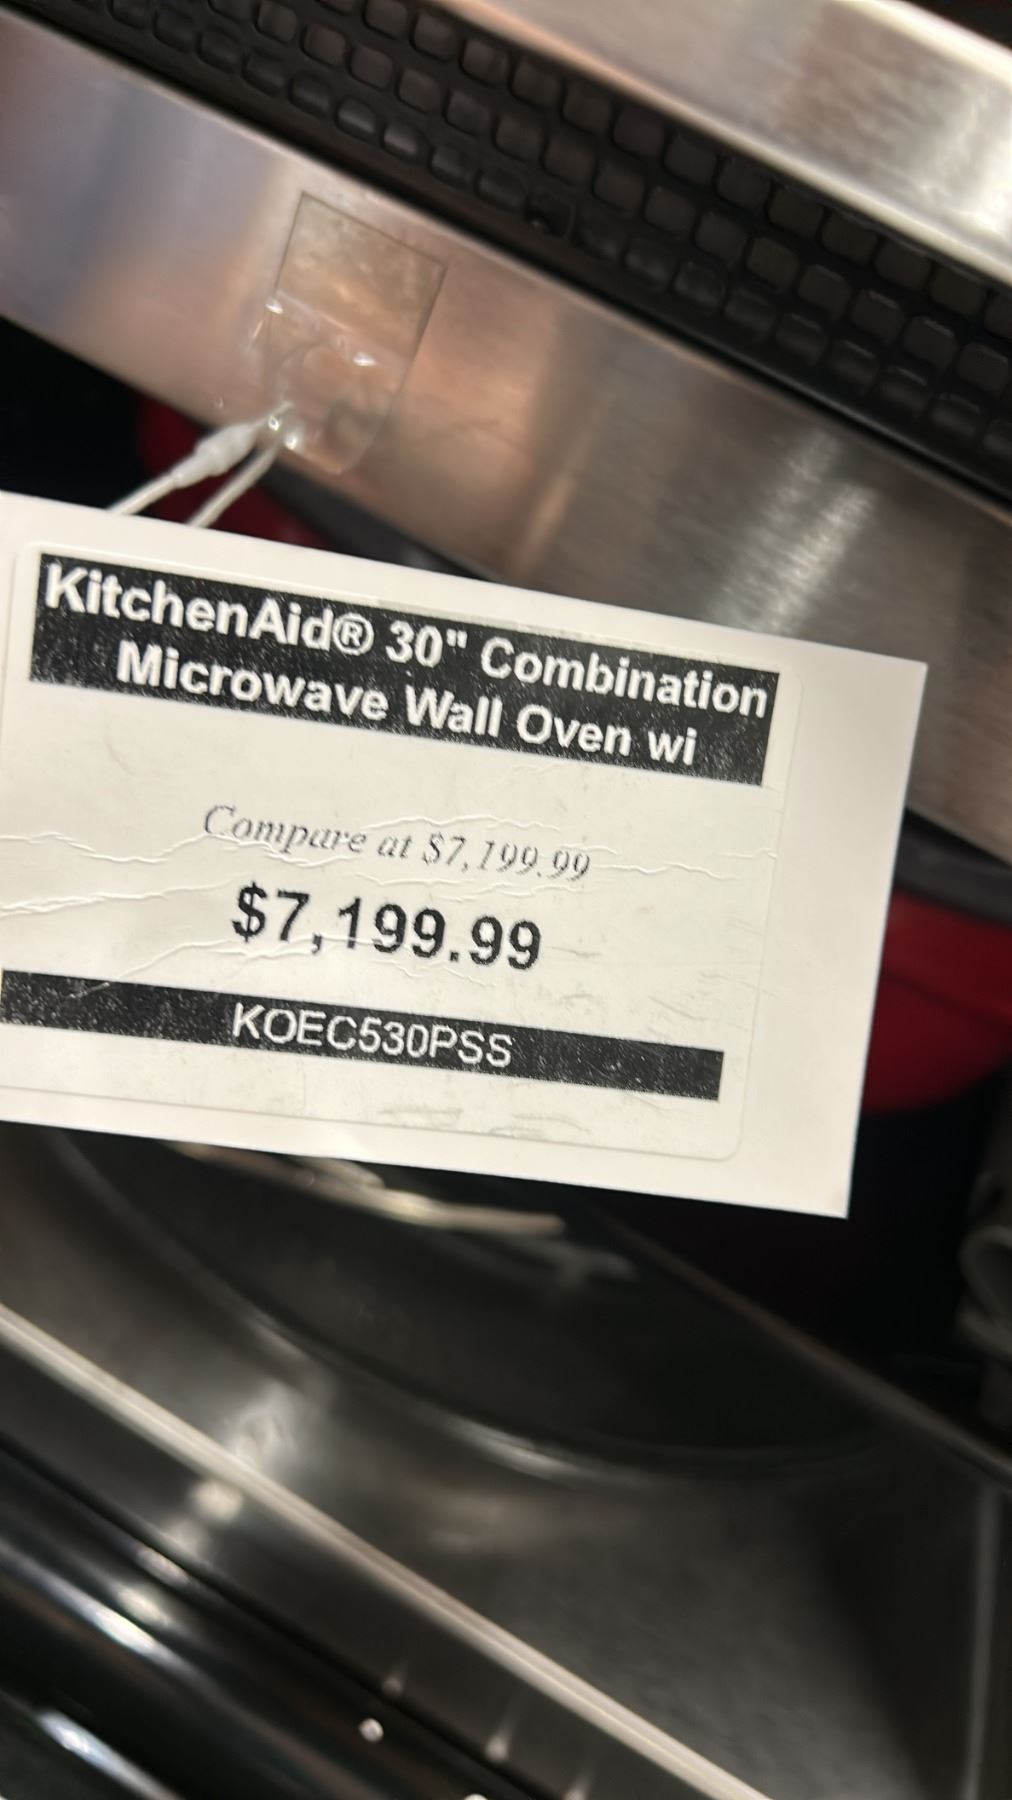 KitchenAid® 30" Combination
Microwave Wall Oven wi
Compare at $7,199.99
$7,199.99
KOEC530PSS